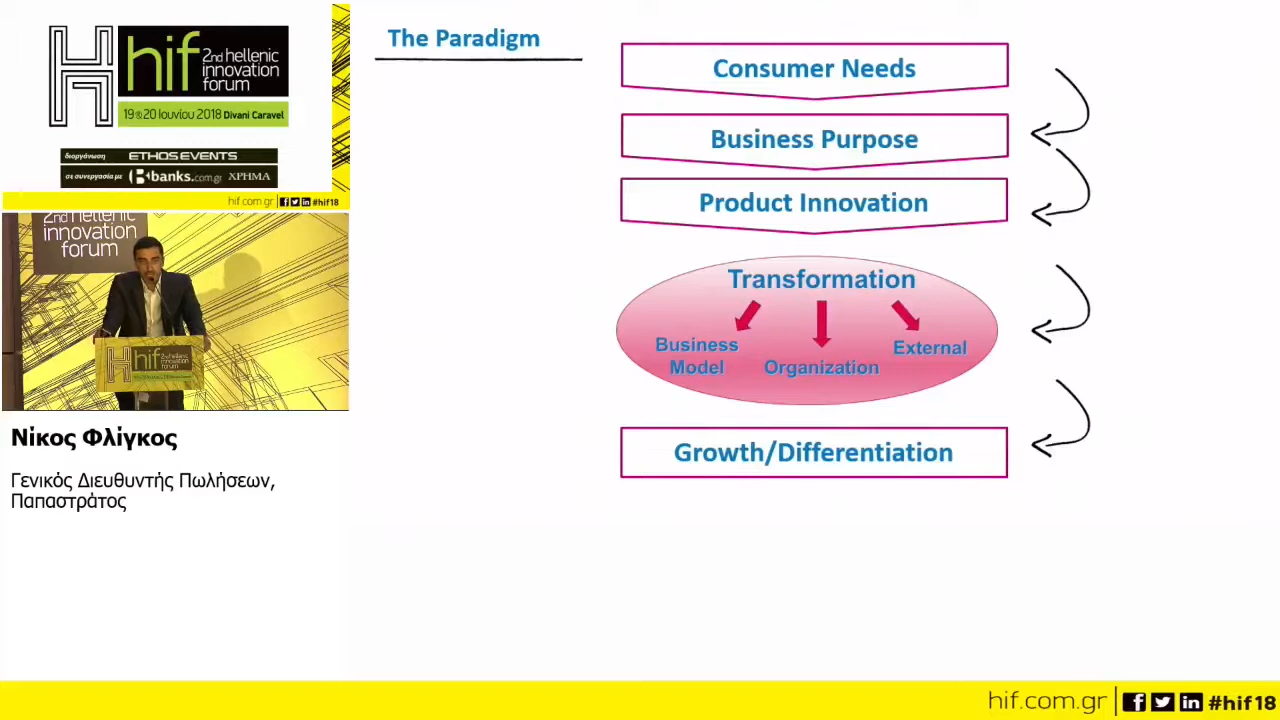 hif
2nd hellenic
innovation
forum
19&20 Ιουνίου 2018 Divani Caravel
διοργάνωση ETHOS EVENTS
σε συνεργασία με banks.com.gr ΧΡΗΜΑ
hif.com.gr #hif18
2nd hellenic
innovation
forum
hif
Νίκος Φλίγκος
Γενικός Διευθυντής Πωλήσεων,
Παπαστράτος
The Paradigm
Consumer Needs
Business Purpose
Product Innovation
Transformation
Business
Model
Organization
External
Growth/Differentiation
hif.com.gr #hif18